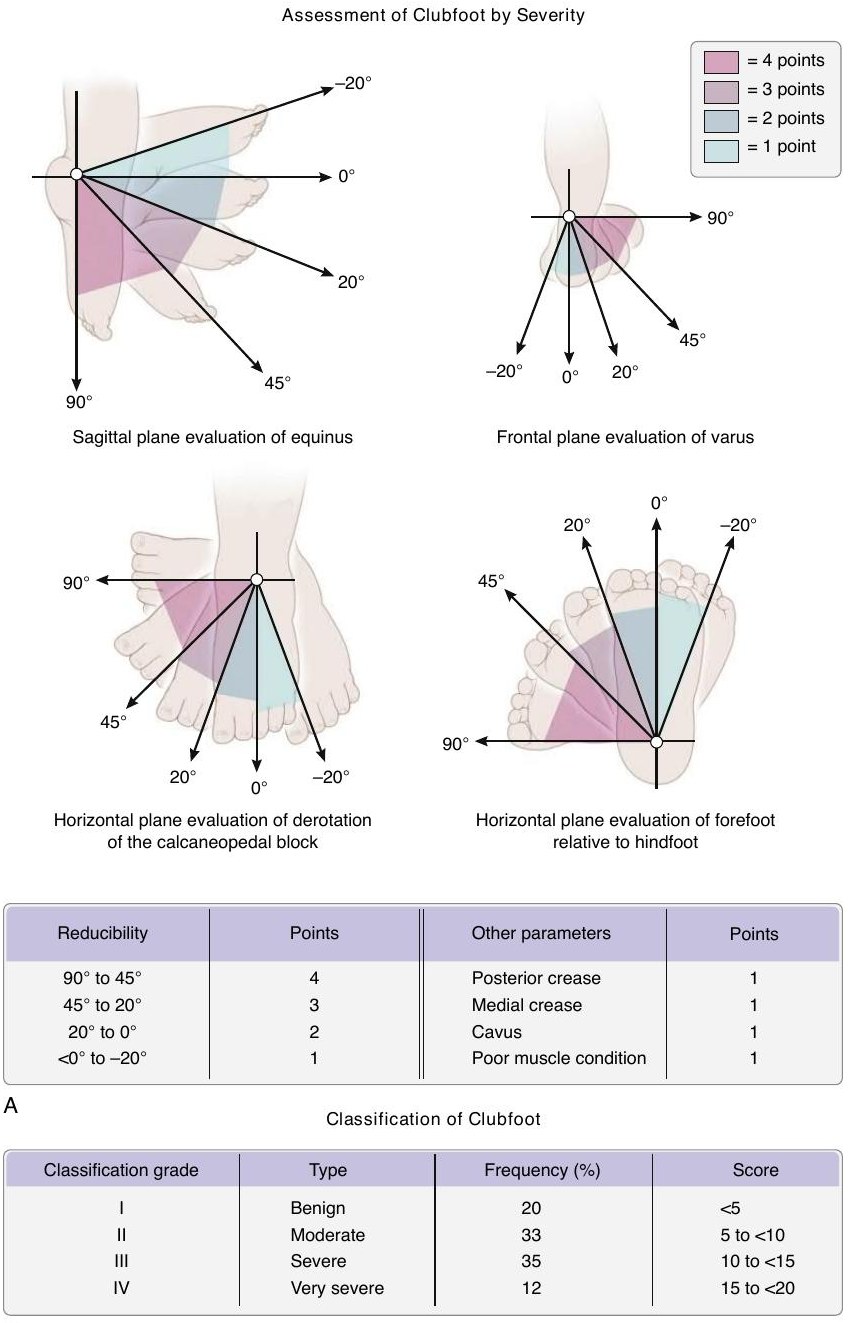 Assessment of Clubfoot by Severity
= 4 points
= 3 points
= 2 points
= 1 point
–20°
0°
20°
45°
90°
Sagittal plane evaluation of equinus
90°
45°
20°
0°
–20°
Frontal plane evaluation of varus
90°
45°
20°
0°
–20°
Horizontal plane evaluation of derotation
of the calcaneopedal block
0°
20°
–20°
45°
90°
Horizontal plane evaluation of forefoot
relative to hindfoot
Reducibility Points Other parameters Points
90° to 45° 4 Posterior crease 1
45° to 20° 3 Medial crease 1
20° to 0° 2 Cavus 1
<0° to –20° 1 Poor muscle condition 1
A
Classification of Clubfoot
Classification grade Type Frequency (%) Score
I Benign 20 <5
II Moderate 33 5 to <10
III Severe 35 10 to <15
IV Very severe 12 15 to <20